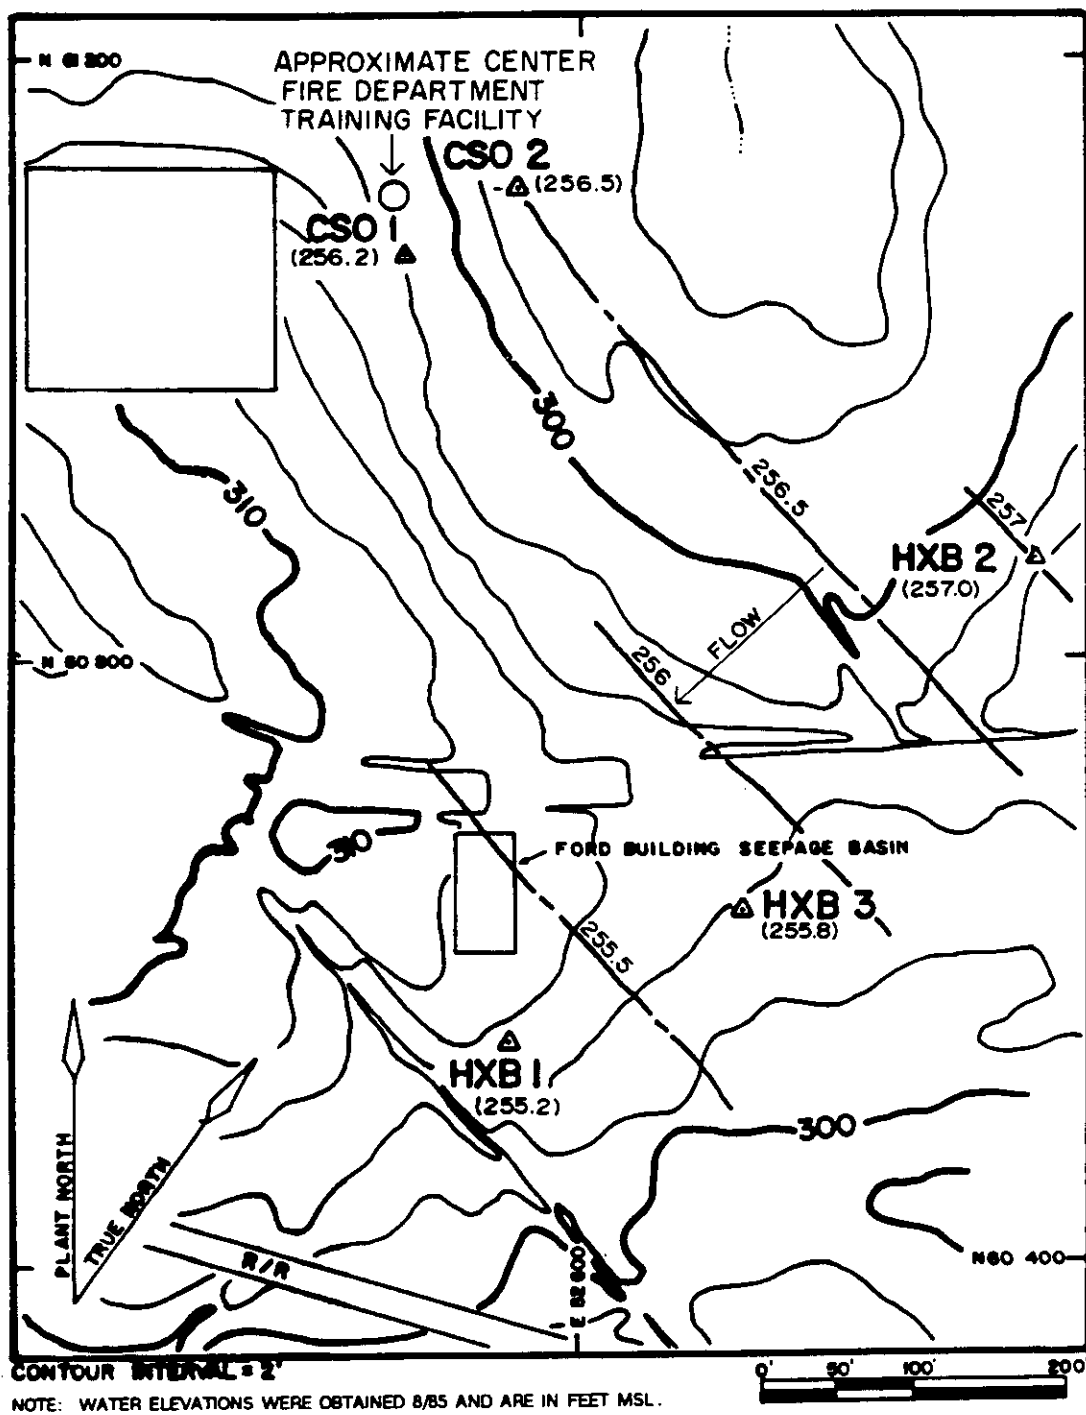 N 61 200
APPROXIMATE CENTER
FIRE DEPARTMENT
TRAINING FACILITY
CSO 2
(256.5)
CSO 1
(256.2)
300
256.5
257
310
HXB 2
(257.0)
FLOW
256
N 60 800
310
FORD BUILDING SEEPAGE BASIN
HXB 3
(255.8)
255.5
HXB 1
(255.2)
300
PLANT NORTH
TRUE NORTH
R/R
E 82 600
N60 400
CONTOUR INTERVAL = 2'
0' 50' 100' 200'
NOTE: WATER ELEVATIONS WERE OBTAINED 8/85 AND ARE IN FEET MSL.